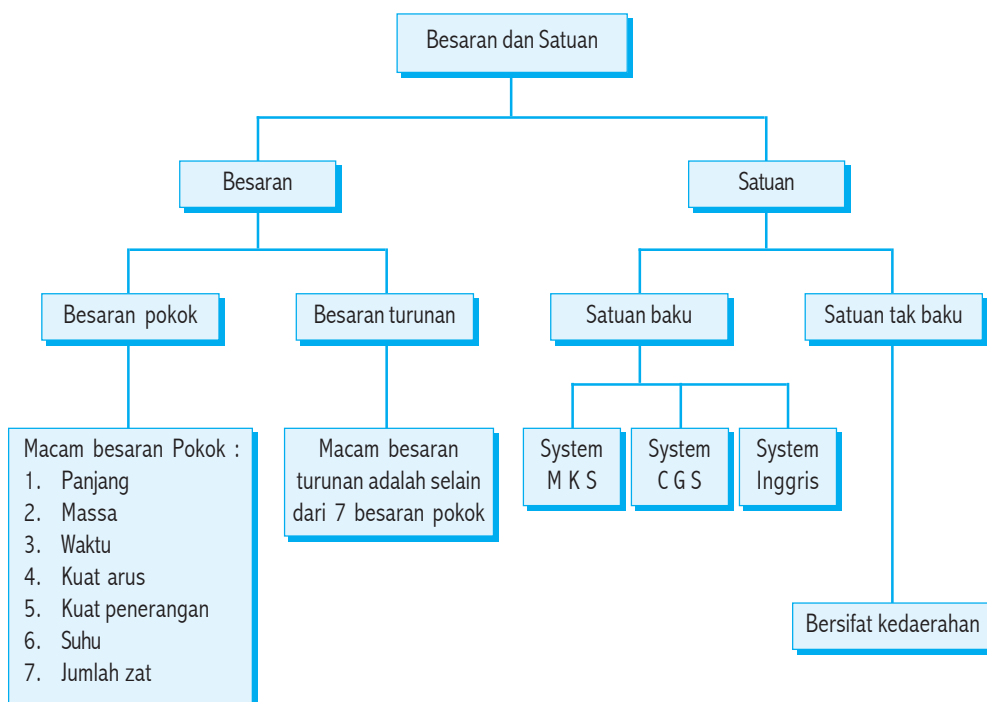 Besaran dan Satuan
Besaran
Satuan
Besaran pokok
Besaran turunan
Satuan baku
Satuan tak baku
Macam besaran Pokok :
1. Panjang
2. Massa
3. Waktu
4. Kuat arus
5. Kuat penerangan
6. Suhu
7. Jumlah zat
Macam besaran
turunan adalah selain
dari 7 besaran pokok
System
M K S
System
C G S
System
Inggris
Bersifat kedaerahan